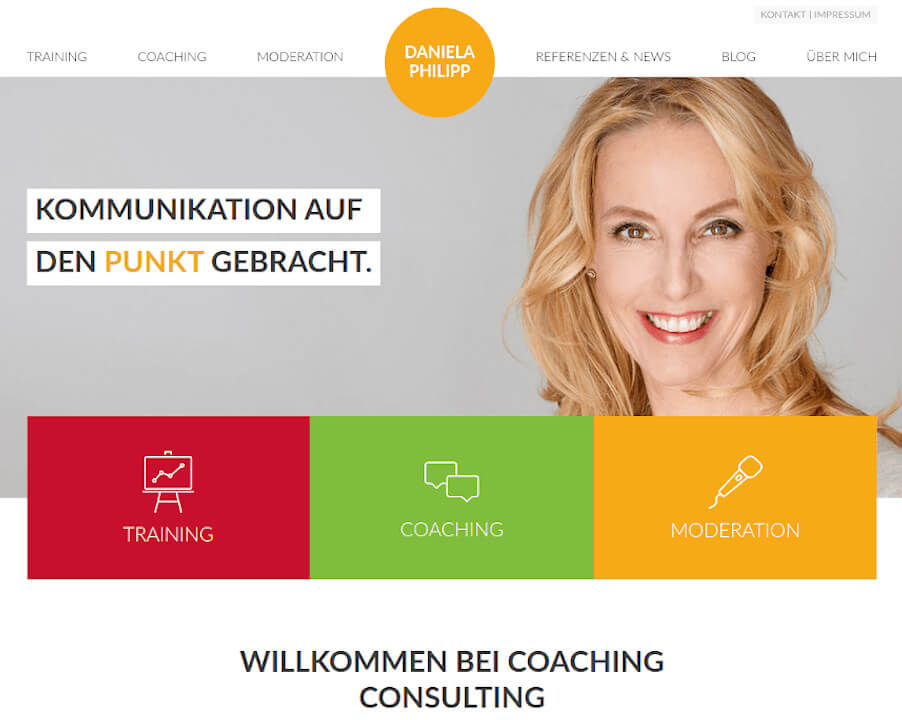 KONTAKT | IMPRESSUM
TRAINING COACHING MODERATION DANIELA PHILIPP REFERENZEN & NEWS BLOG ÜBER MICH
KOMMUNIKATION AUF
DEN PUNKT GEBRACHT.
TRAINING
COACHING
MODERATION
WILLKOMMEN BEI COACHING
CONSULTING